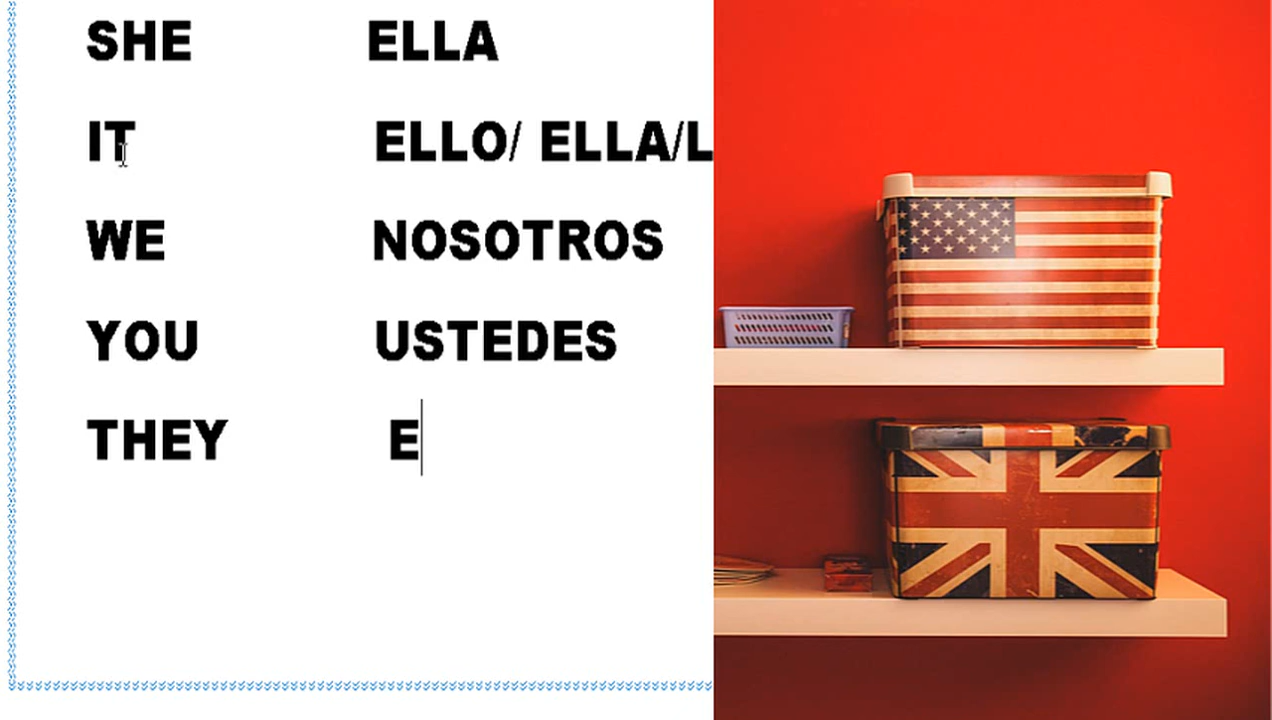 SHE ELLA
IT ELLO/ ELLA/L
WE NOSOTROS
YOU USTEDES
THEY E